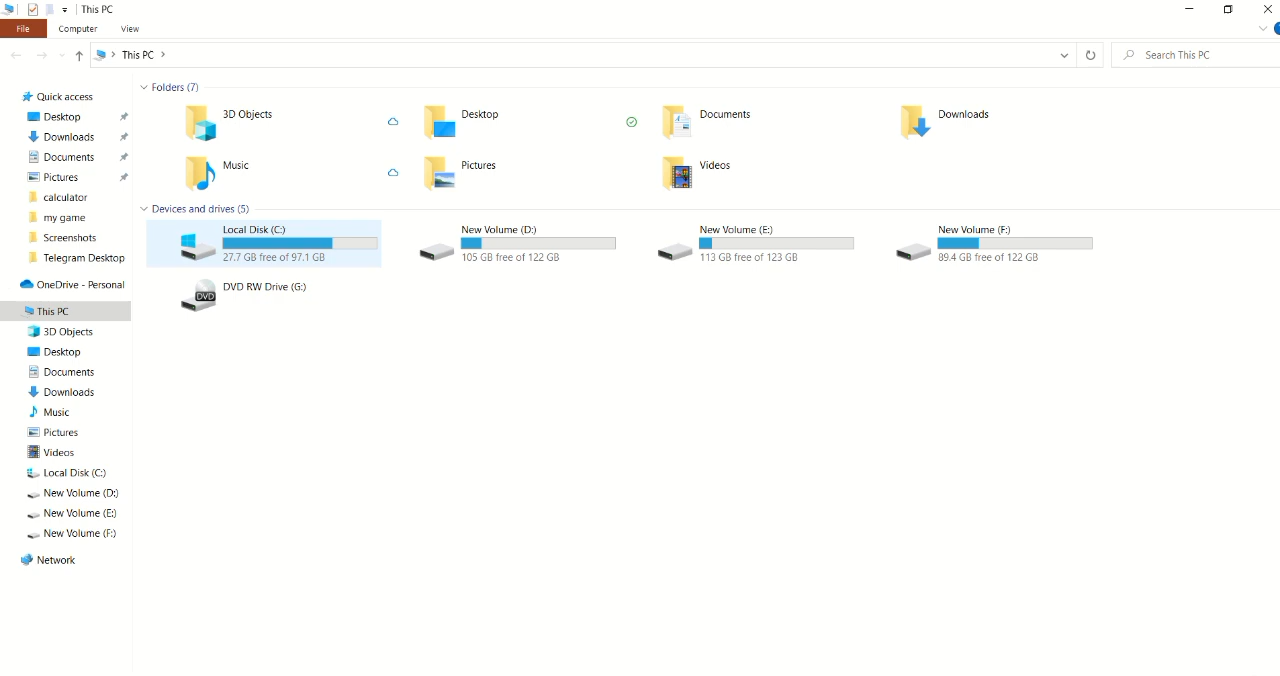 This PC
File Computer View
This PC
Search This PC
Quick access
Desktop
Downloads
Documents
Pictures
calculator
my game
Screenshots
Telegram Desktop
OneDrive - Personal
This PC
3D Objects
Desktop
Documents
Downloads
Music
Pictures
Videos
Local Disk (C:)
New Volume (D:)
New Volume (E:)
New Volume (F:)
Network
Folders (7)
3D Objects
Desktop
Documents
Downloads
Music
Pictures
Videos
Devices and drives (5)
Local Disk (C:)
27.7 GB free of 97.1 GB
New Volume (D:)
105 GB free of 122 GB
New Volume (E:)
113 GB free of 123 GB
New Volume (F:)
89.4 GB free of 122 GB
DVD RW Drive (G:)
DVD